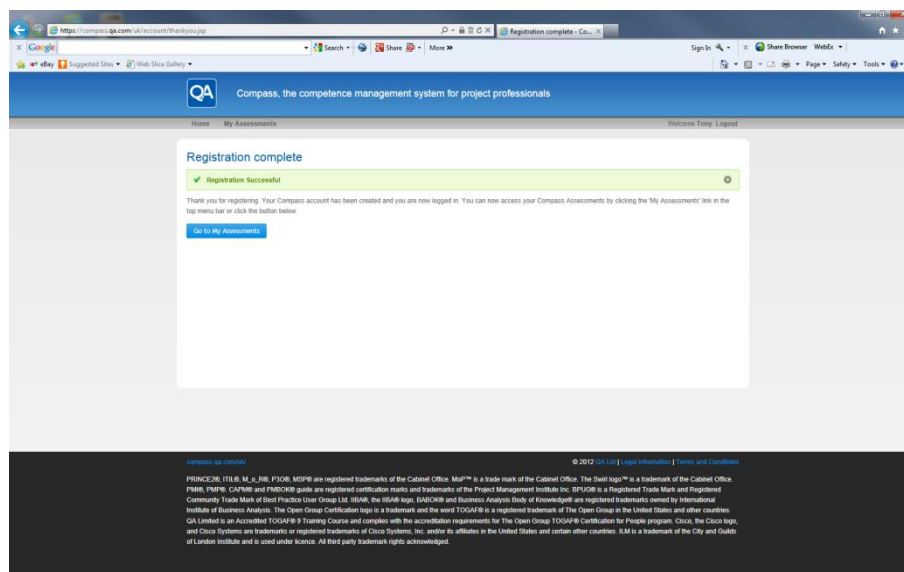 https://compass.qa.com/uk/account/thankyou.jsp
Registration complete - Co...
Google
Search
Share
More »
Sign In
Share Browser WebEx
eBay
Suggested Sites
Web Slice Gallery
Page Safety Tools
QA
Compass, the competence management system for project professionals
Home My Assessments Welcome Tony Logout
Registration complete
Registration Successful
Thank you for registering. Your Compass account has been created and you are now logged in. You can now access your Compass Assessments by clicking the 'My Assessments' link in the
top menu bar or click the button below.
Go to My Assessments
compass.qa.com/uk/ © 2012 QA Ltd | Legal Information | Terms and Conditions
PRINCE2®, ITIL®, M_o_R®, P3O®, MSP® are registered trademarks of the Cabinet Office. MoP™ is a trade mark of the Cabinet Office. The Swirl logo™ is a trademark of the Cabinet Office.
PMI®, PMP®, CAPM® and PMBOK® guide are registered certification marks and trademarks of the Project Management Institute Inc. BPUG® is a Registered Trade Mark and Registered
Community Trade Mark of Best Practice User Group Ltd. IIBA®, the IIBA® logo, BABOK® and Business Analysis Body of Knowledge® are registered trademarks owned by International
Institute of Business Analysis. The Open Group Certification logo is a trademark and the word TOGAF® is a registered trademark of The Open Group in the United States and other countries.
QA Limited is an Accredited TOGAF® 9 Training Course and complies with the accreditation requirements for The Open Group TOGAF® Certification for People program. Cisco, the Cisco logo,
and Cisco Systems are trademarks or registered trademarks of Cisco Systems, Inc. and/or its affiliates in the United States and certain other countries. ILM is a trademark of the City and Guilds
of London Institute and is used under licence. All third party trademark rights acknowledged.